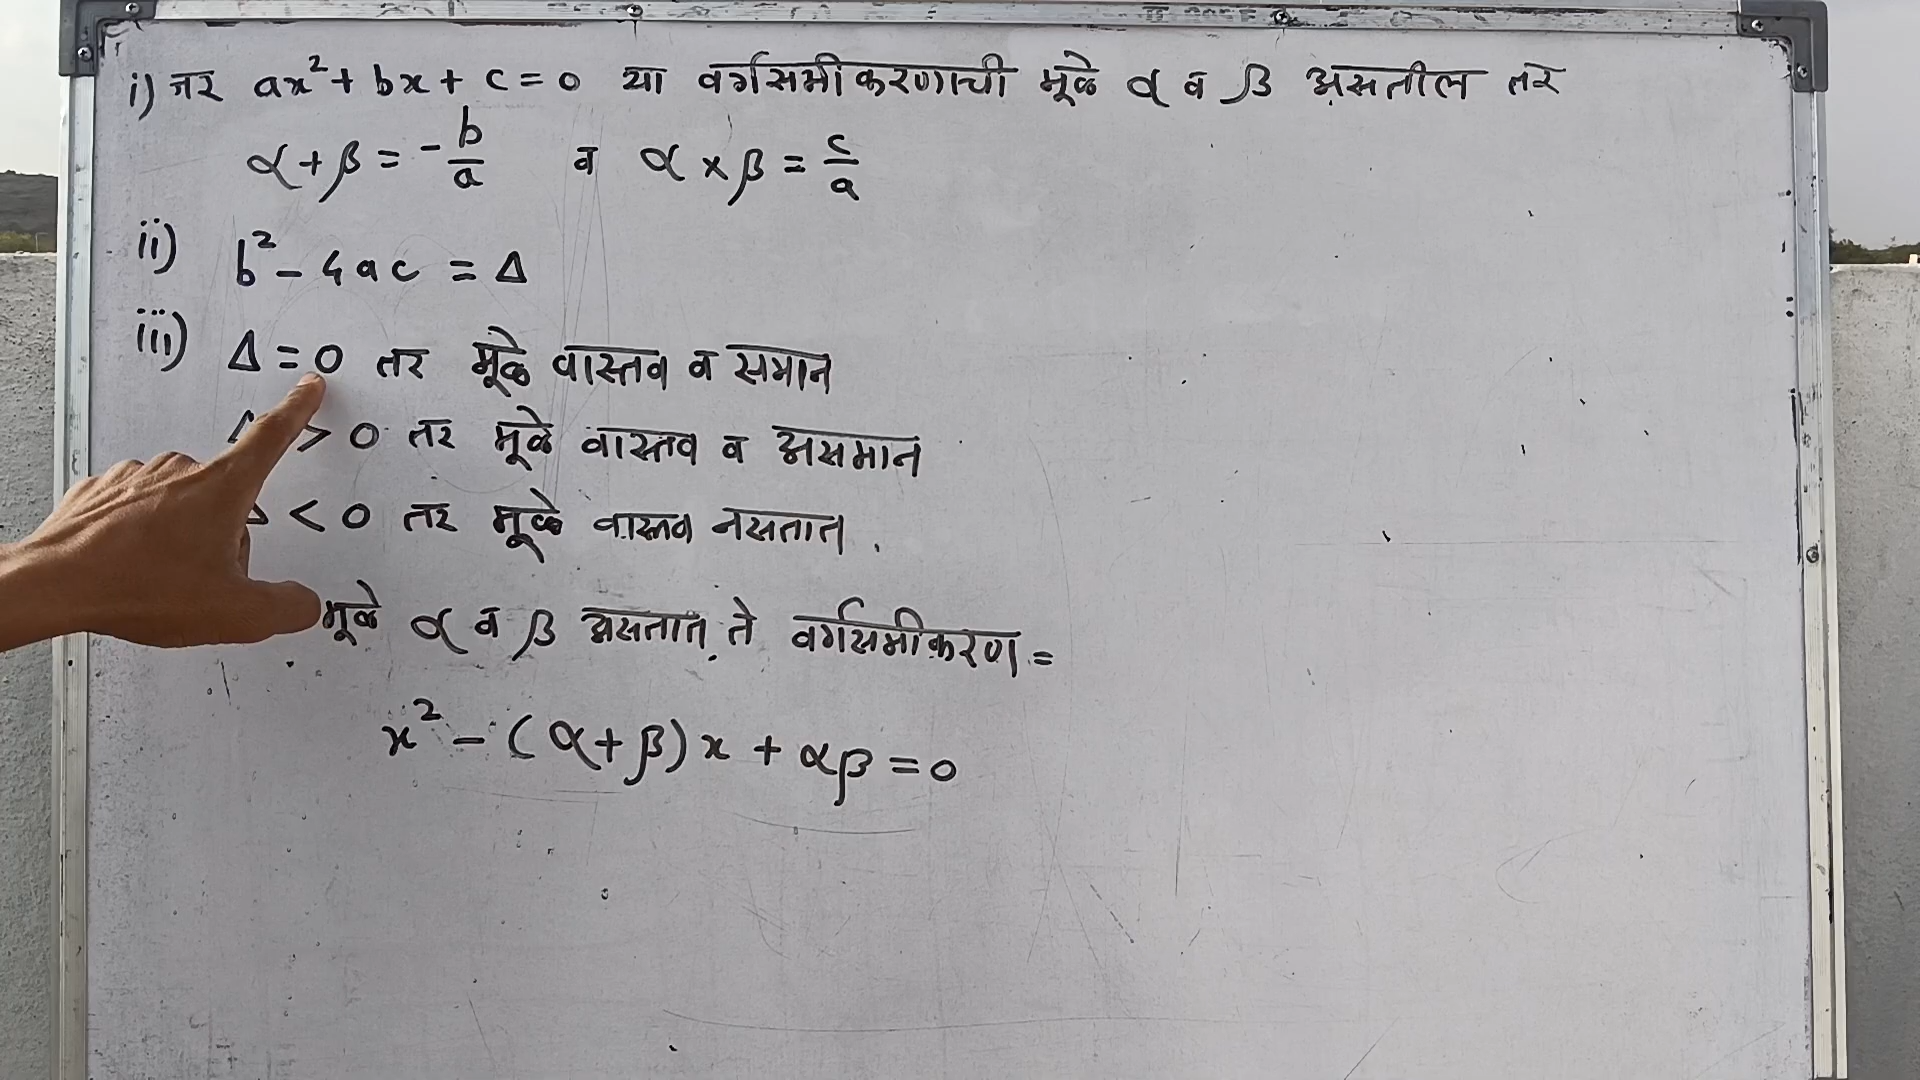 i) जर ax² + bx + c = 0 या वर्गसमीकरणाची मूळे α व β असतील तर
α + β = -b/a व α × β = c/a
ii) b² - 4ac = Δ
iii) Δ = 0 तर मूळे वास्तव व समान
Δ > 0 तर मूळे वास्तव व असमान
Δ < 0 तर मूळे वास्तव नसतात.
मूळे α व β असतात ते वर्गसमीकरण =
x² - (α + β)x + αβ = 0